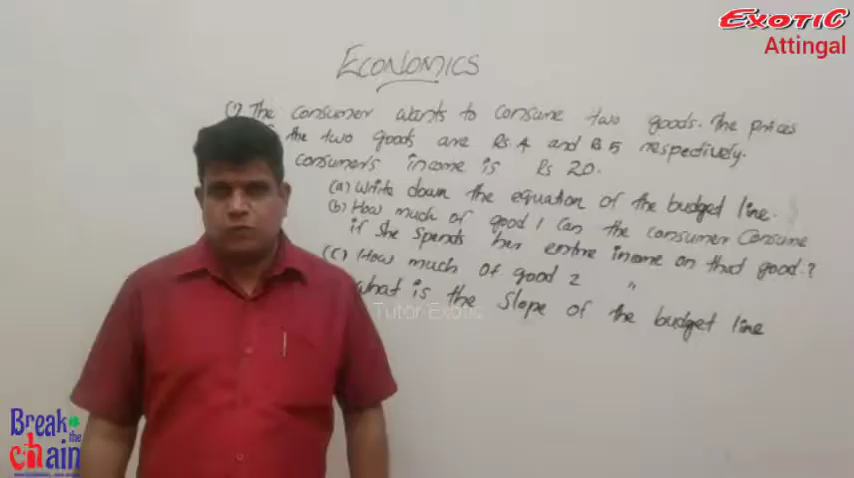 EXOTIC
Attingal
ECONOMICS
(1) The consumer wants to consume two goods. The prices
the two goods are Rs 4 and Rs 5 respectively.
consumer's income is Rs 20.
(a) Write down the equation of the budget line.
(b) How much of good 1 can the consumer consume
if she spends her entire income on that good?
(c) How much of good 2 "
what is the slope of the budget line
Tutor Exotic
Break
the
chain